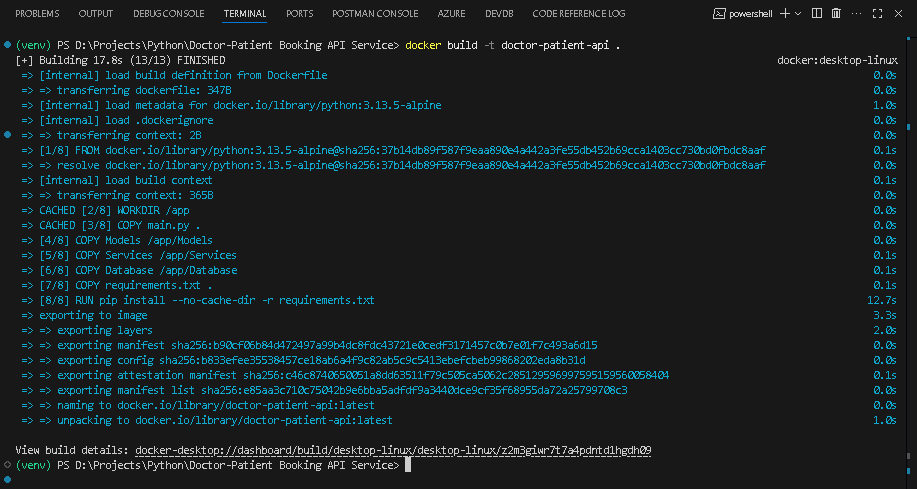 PROBLEMS OUTPUT DEBUG CONSOLE TERMINAL PORTS POSTMAN CONSOLE AZURE DEVDB CODE REFERENCE LOG powershell
(venv) PS D:\Projects\Python\Doctor-Patient Booking API Service> docker build -t doctor-patient-api .
[+] Building 17.8s (13/13) FINISHED docker:desktop-linux
=> [internal] load build definition from Dockerfile 0.0s
=> => transferring dockerfile: 347B 0.0s
=> [internal] load metadata for docker.io/library/python:3.13.5-alpine 1.0s
=> [internal] load .dockerignore 0.0s
=> => transferring context: 2B 0.0s
=> [1/8] FROM docker.io/library/python:3.13.5-alpine@sha256:37b14db89f587f9eaa890e4a442a3fe55db452b69cca1403cc730bd0fbdc8aaf 0.1s
=> => resolve docker.io/library/python:3.13.5-alpine@sha256:37b14db89f587f9eaa890e4a442a3fe55db452b69cca1403cc730bd0fbdc8aaf 0.0s
=> [internal] load build context 0.1s
=> => transferring context: 365B 0.0s
=> CACHED [2/8] WORKDIR /app 0.0s
=> CACHED [3/8] COPY main.py . 0.0s
=> [4/8] COPY Models /app/Models 0.0s
=> [5/8] COPY Services /app/Services 0.1s
=> [6/8] COPY Database /app/Database 0.1s
=> [7/8] COPY requirements.txt . 0.1s
=> [8/8] RUN pip install --no-cache-dir -r requirements.txt 12.7s
=> exporting to image 3.3s
=> => exporting layers 2.0s
=> => exporting manifest sha256:b90cf06b84d472497a99b4dc8fdc43721e0cedf3171457c0b7e01f7c493a6d15 0.0s
=> => exporting config sha256:b833efee35538457ce18ab6a4f9c82ab5c9c5413ebefcbeb99868202eda8b31d 0.0s
=> => exporting attestation manifest sha256:c46c8740650051a8dd63511f79c505ca5062c2851295969975951595600584​04 0.1s
=> => exporting manifest list sha256:e85aa3c710c75042b9e6bba5adfdf9a3440dce9cf35f68955da72a25799708c3 0.0s
=> => naming to docker.io/library/doctor-patient-api:latest 0.0s
=> => unpacking to docker.io/library/doctor-patient-api:latest 1.0s
View build details: docker-desktop://dashboard/build/desktop-linux/desktop-linux/z2m3giwr7t7a4pdntd1hgdh09
(venv) PS D:\Projects\Python\Doctor-Patient Booking API Service>